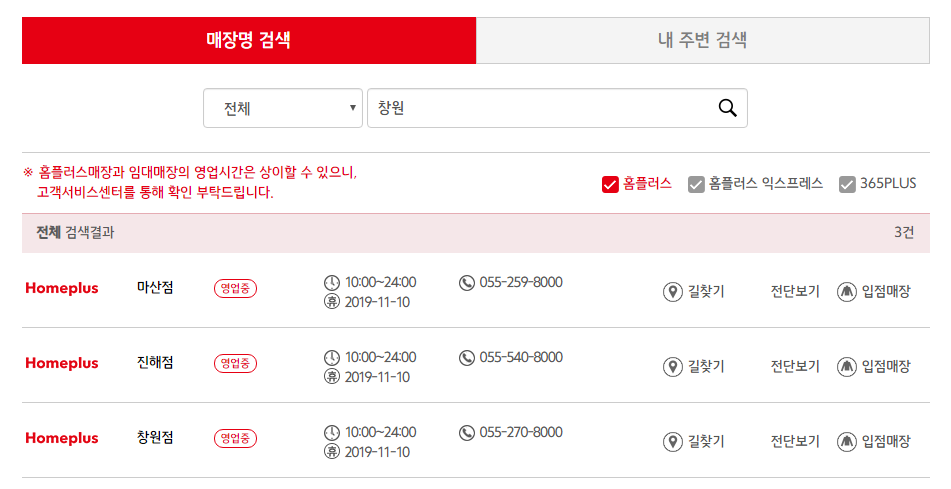 매장명 검색
내 주변 검색
전체
창원
※ 홈플러스매장과 임대매장의 영업시간은 상이할 수 있으니,
고객서비스센터를 통해 확인 부탁드립니다.
홈플러스 홈플러스 익스프레스 365PLUS
전체 검색결과 3건
Homeplus 마산점 영업중 10:00~24:00 055-259-8000 길찾기 전단보기 입점매장
휴 2019-11-10
Homeplus 진해점 영업중 10:00~24:00 055-540-8000 길찾기 전단보기 입점매장
휴 2019-11-10
Homeplus 창원점 영업중 10:00~24:00 055-270-8000 길찾기 전단보기 입점매장
휴 2019-11-10